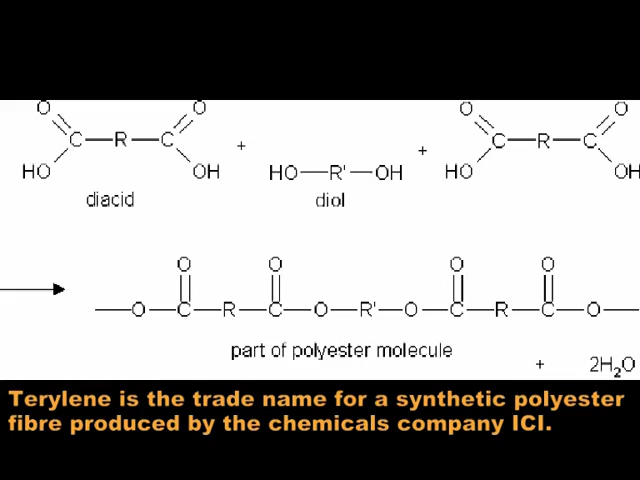 O O O O
C—R—C + C—R—C
HO OH HO—R'—OH + HO OH
diacid diol
O O O O
—O—C—R—C—O—R'—O—C—R—C—O—
part of polyester molecule
+ 2H₂O
Terylene is the trade name for a synthetic polyester
fibre produced by the chemicals company ICI.